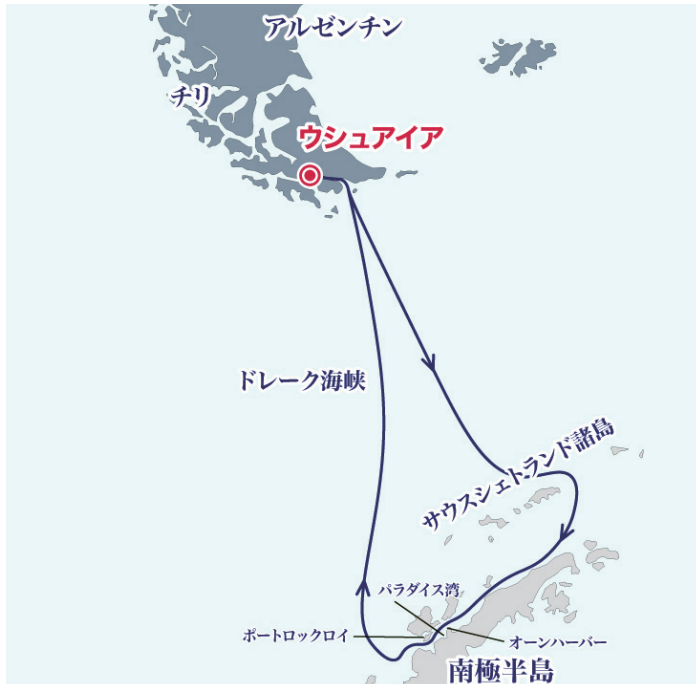 アルゼンチン
チリ
ウシュアイア
ドレーク海峡
サウスシェトランド諸島
パラダイス湾
ポートロックロイ
オーンハーバー
南極半島